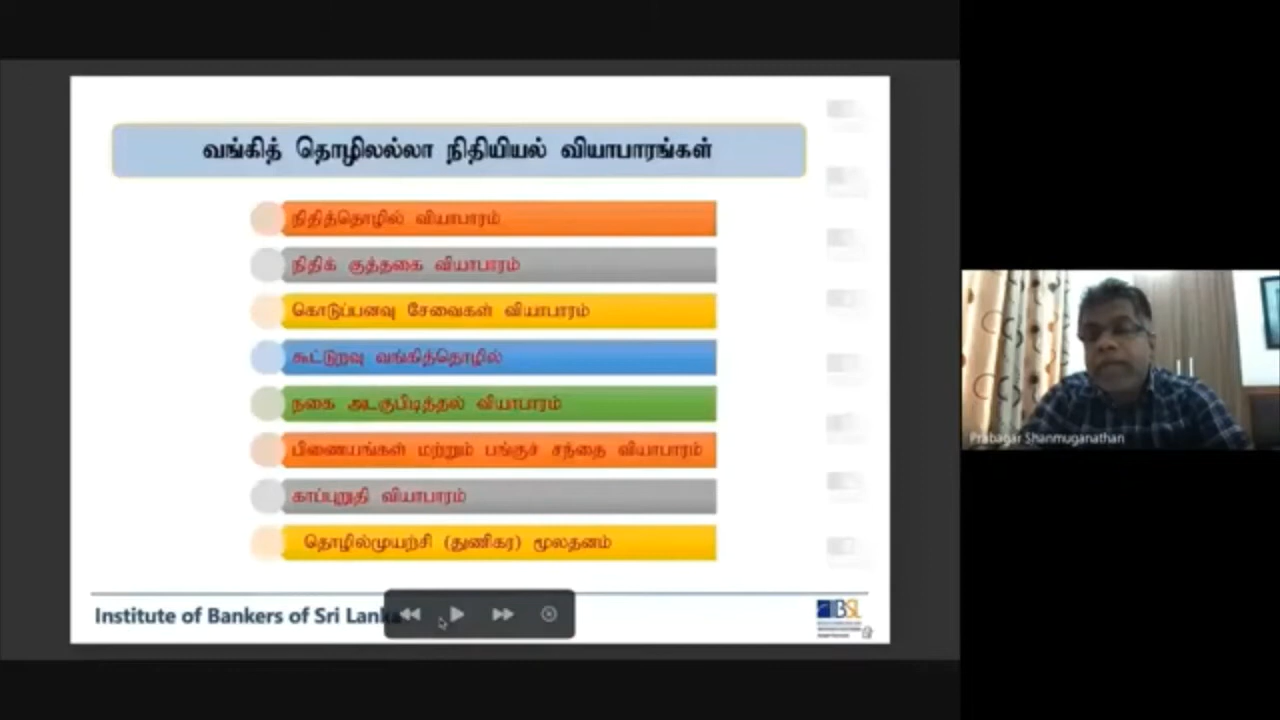 வங்கித் தொழிலல்லா நிதியியல் வியாபாரங்கள்
நிதித்தொழில் வியாபாரம்
நிதிக் குத்தகை வியாபாரம்
கொடுப்பனவு சேவைகள் வியாபாரம்
கூட்டுறவு வங்கித்தொழில்
நகை அடகுபிடித்தல் வியாபாரம்
பிணையங்கள் மற்றும் பங்குச் சந்தை வியாபாரம்
காப்புறுதி வியாபாரம்
தொழில்முயற்சி (துணிகர) மூலதனம்
Institute of Bankers of Sri Lanka
IBSL
Prabagar Shanmuganathan